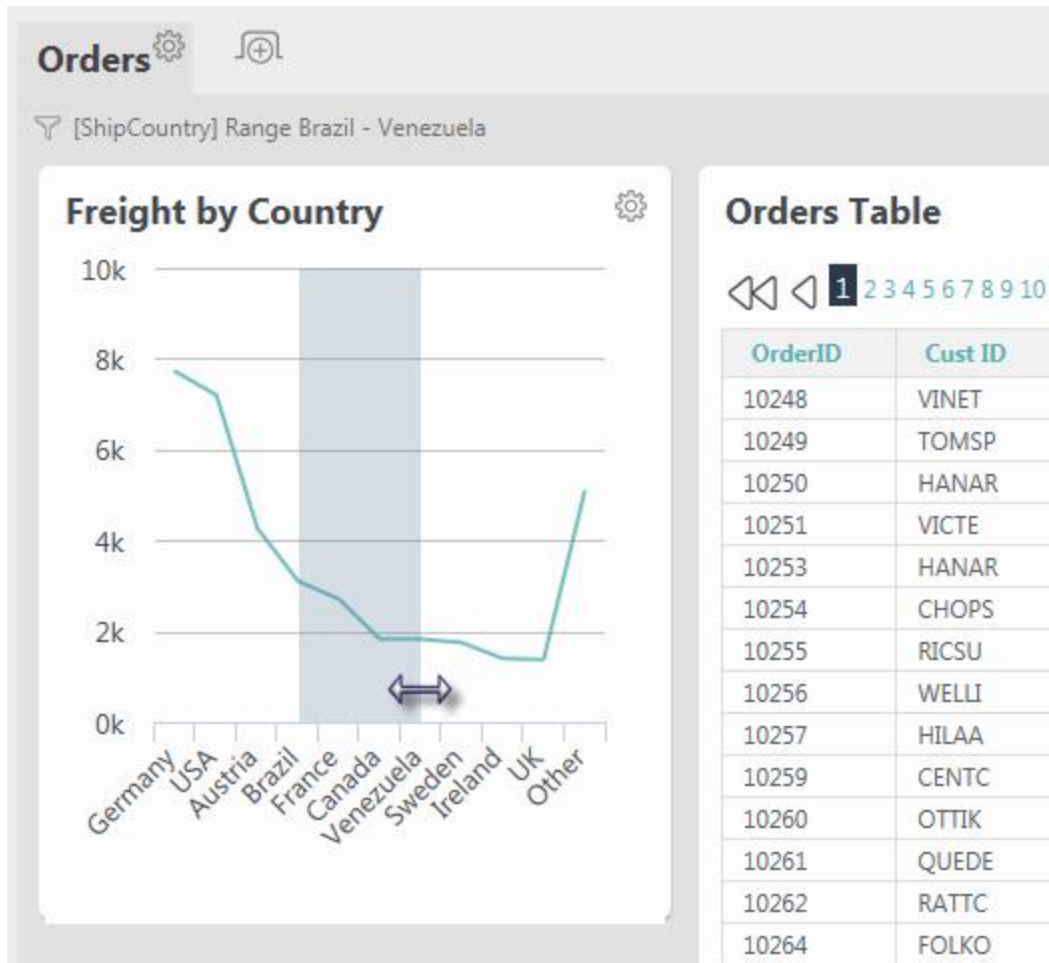 Orders
[ShipCountry] Range Brazil - Venezuela
Freight by Country
10k
8k
6k
4k
2k
0k
Germany
USA
Austria
Brazil
France
Canada
Venezuela
Sweden
Ireland
UK
Other
Orders Table
1 2 3 4 5 6 7 8 9 10
OrderID Cust ID
10248 VINET
10249 TOMSP
10250 HANAR
10251 VICTE
10253 HANAR
10254 CHOPS
10255 RICSU
10256 WELLI
10257 HILAA
10259 CENTC
10260 OTTIK
10261 QUEDE
10262 RATTC
10264 FOLKO